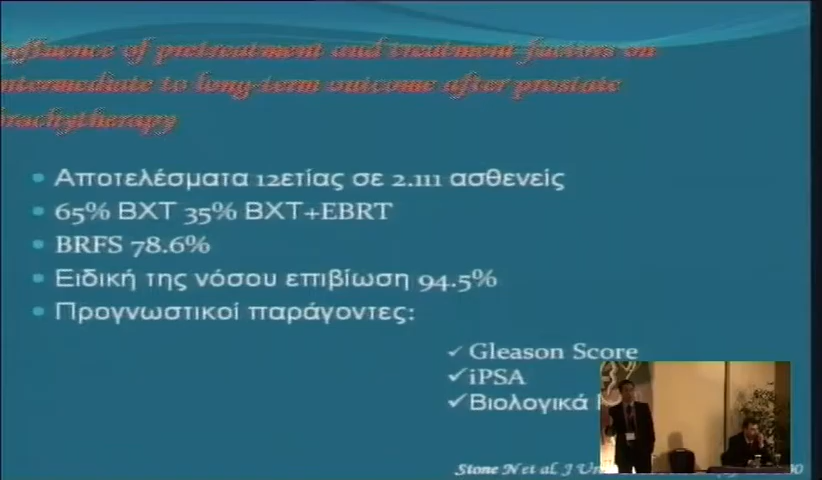 influence of pretreatment and treatment factors on
intermediate to long-term outcome after prostate
brachytherapy
Αποτελέσματα 12ετίας σε 2.111 ασθενείς
65% ΒΧΤ 35% ΒΧΤ+EBRT
BRFS 78.6%
Ειδική της νόσου επιβίωση 94.5%
Προγνωστικοί παράγοντες:
Gleason Score
iPSA
Βιολογικά
Stone N et al. J